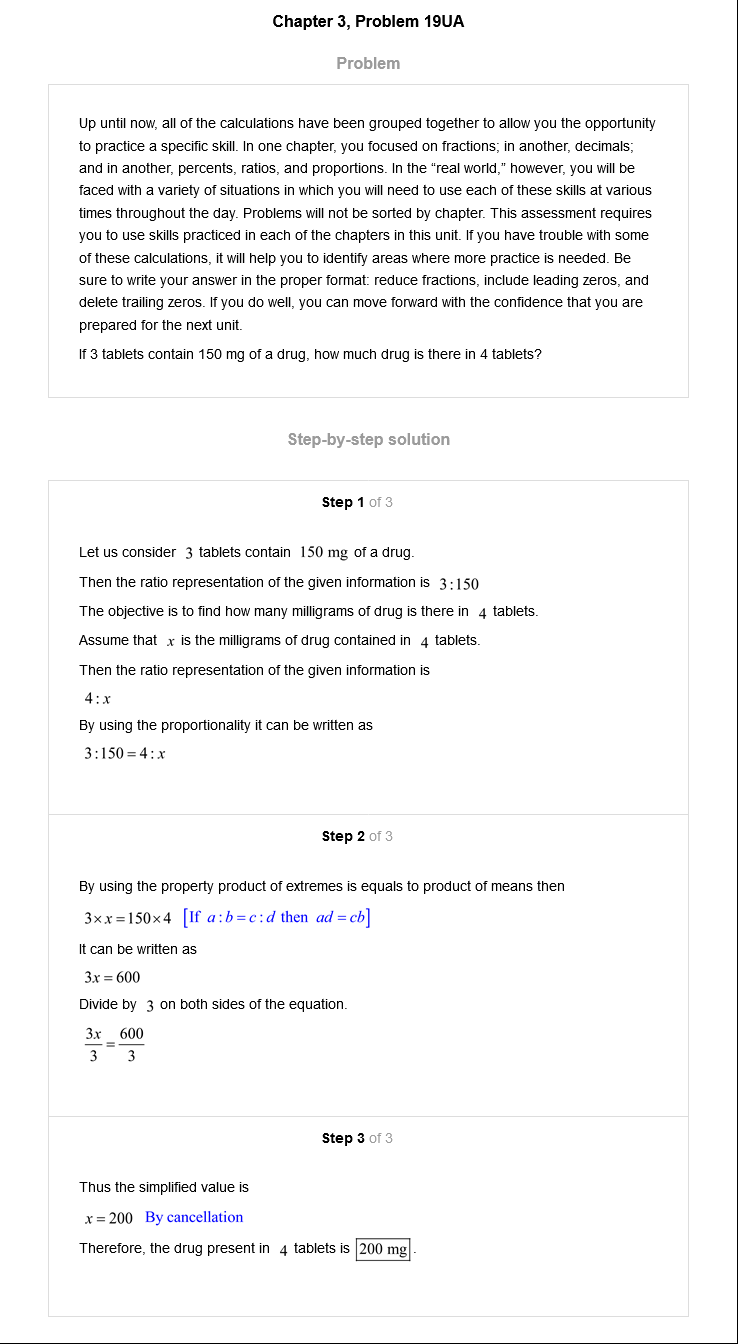 Chapter 3, Problem 19UA
Problem
Up until now, all of the calculations have been grouped together to allow you the opportunity
to practice a specific skill. In one chapter, you focused on fractions; in another, decimals;
and in another, percents, ratios, and proportions. In the “real world,” however, you will be
faced with a variety of situations in which you will need to use each of these skills at various
times throughout the day. Problems will not be sorted by chapter. This assessment requires
you to use skills practiced in each of the chapters in this unit. If you have trouble with some
of these calculations, it will help you to identify areas where more practice is needed. Be
sure to write your answer in the proper format: reduce fractions, include leading zeros, and
delete trailing zeros. If you do well, you can move forward with the confidence that you are
prepared for the next unit.
If 3 tablets contain 150 mg of a drug, how much drug is there in 4 tablets?
Step-by-step solution
Step 1 of 3
Let us consider 3 tablets contain 150 mg of a drug.
Then the ratio representation of the given information is 3:150
The objective is to find how many milligrams of drug is there in 4 tablets.
Assume that x is the milligrams of drug contained in 4 tablets.
Then the ratio representation of the given information is
4:x
By using the proportionality it can be written as
3:150=4:x
Step 2 of 3
By using the property product of extremes is equals to product of means then
3×x=150×4 [If a:b=c:d then ad=cb]
It can be written as
3x=600
Divide by 3 on both sides of the equation.
3x/3=600/3
Step 3 of 3
Thus the simplified value is
x=200 By cancellation
Therefore, the drug present in 4 tablets is 200 mg.